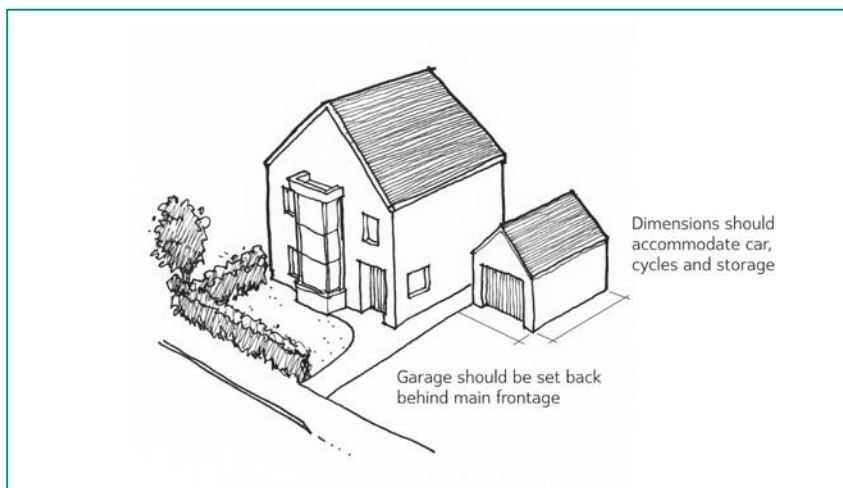 Dimensions should
accommodate car,
cycles and storage
Garage should be set back
behind main frontage